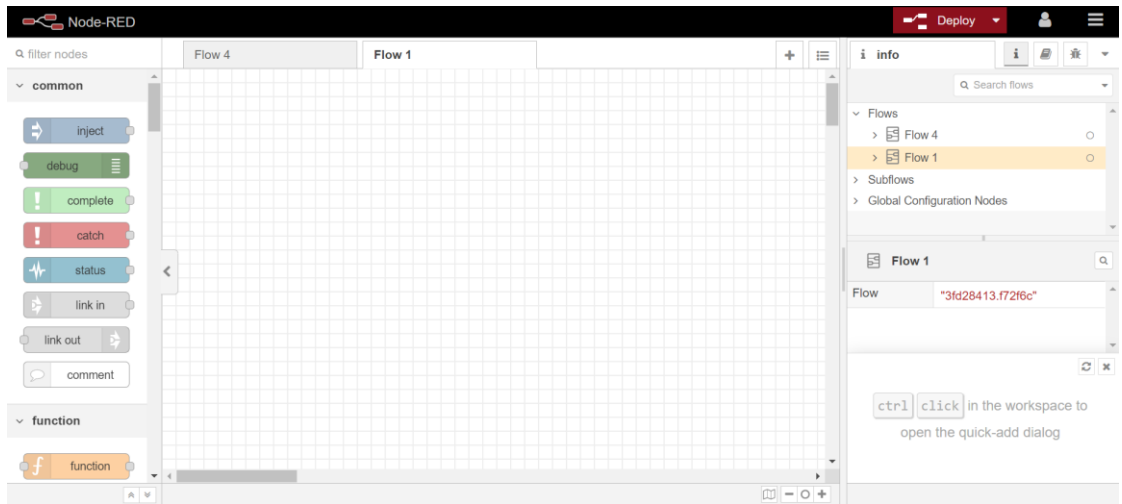 Node-RED
Deploy
filter nodes
Flow 4
Flow 1
i info
i
Search flows
common
inject
debug
complete
catch
status
link in
link out
comment
function
function
Flows
Flow 4
Flow 1
Subflows
Global Configuration Nodes
Flow 1
Flow "3fd28413.f72f6c"
ctrl click in the workspace to
open the quick-add dialog